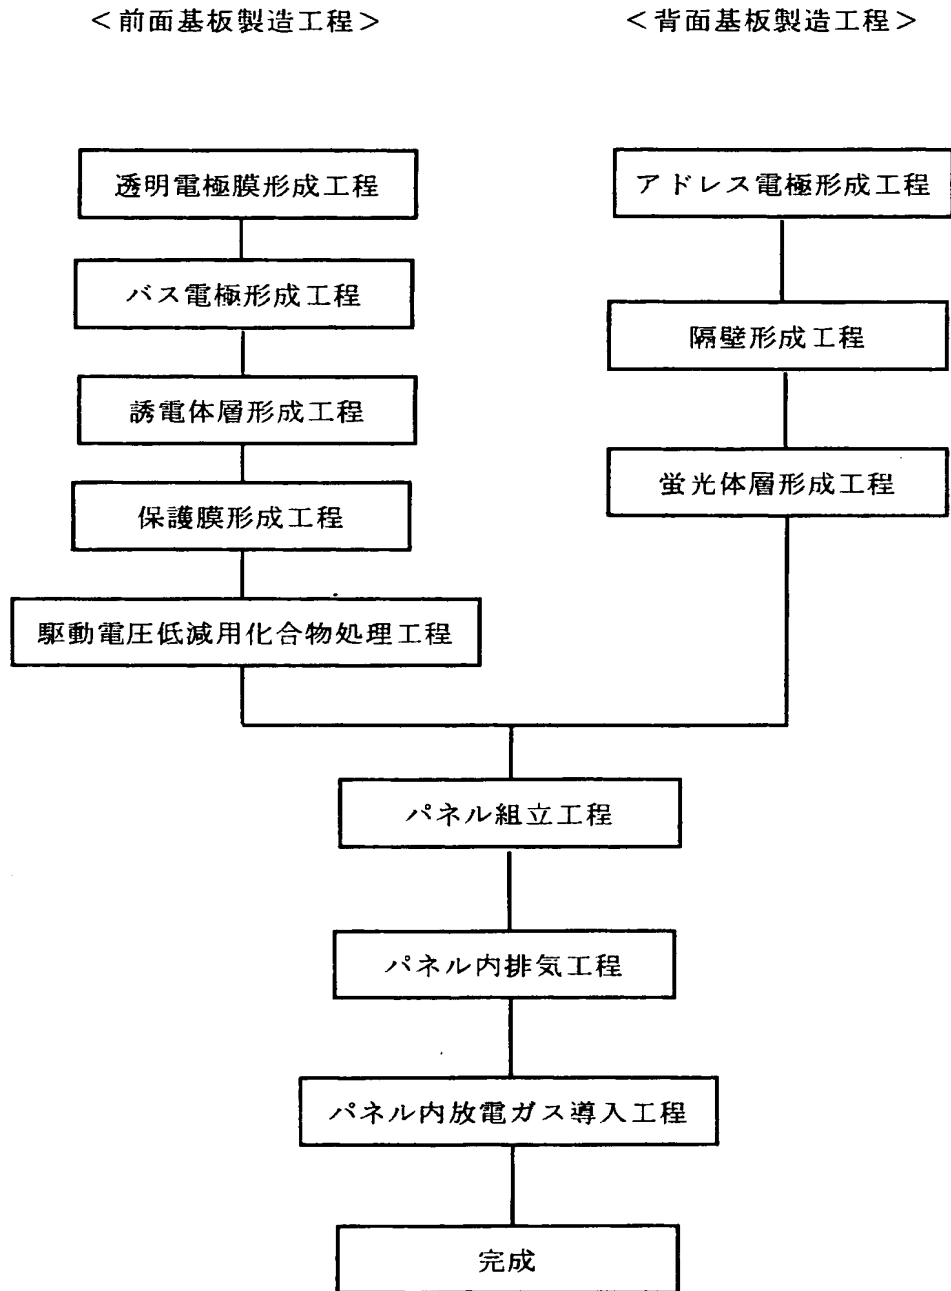 ＜前面基板製造工程＞
透明電極膜形成工程
バス電極形成工程
誘電体層形成工程
保護膜形成工程
駆動電圧低減用化合物処理工程
＜背面基板製造工程＞
アドレス電極形成工程
隔壁形成工程
蛍光体層形成工程
パネル組立工程
パネル内排気工程
パネル内放電ガス導入工程
完成